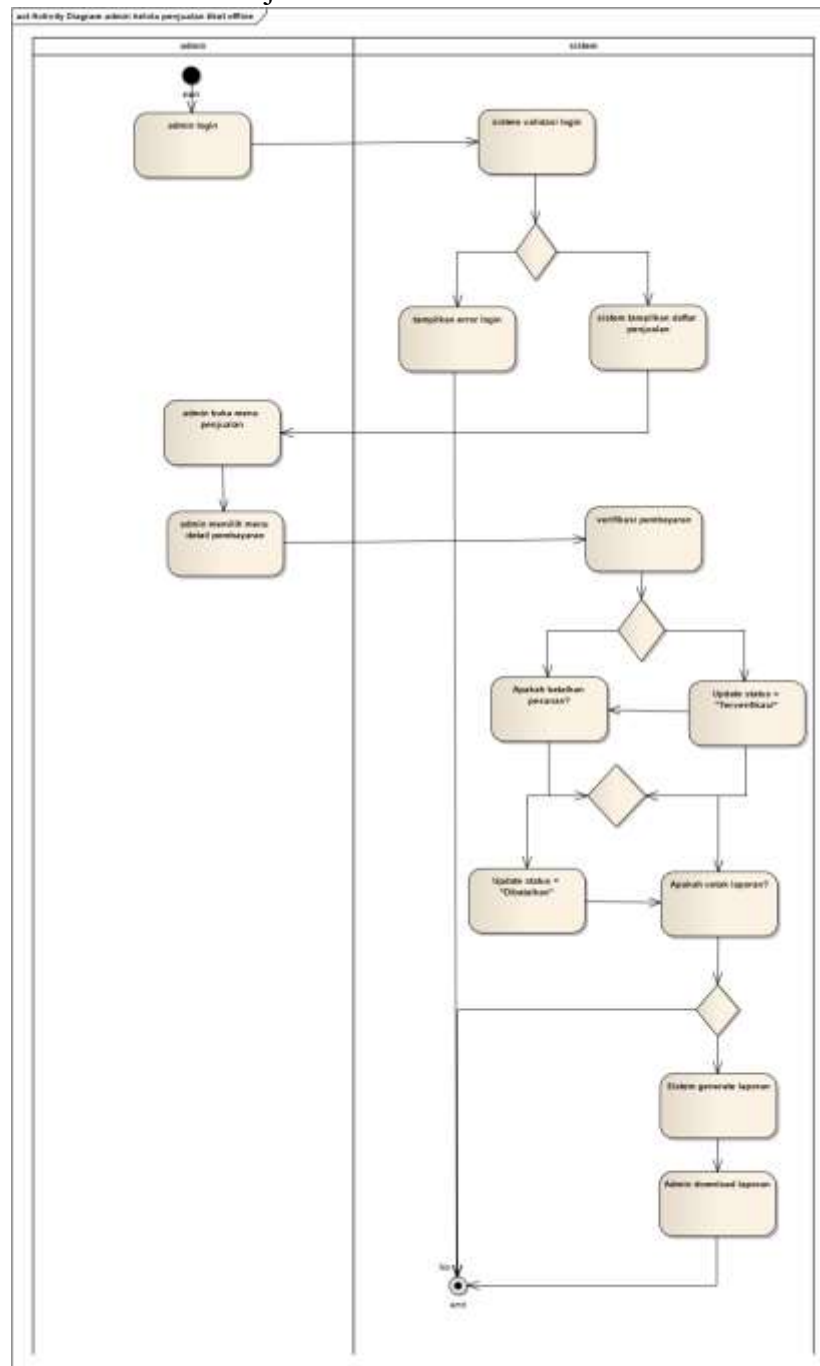 act Activity Diagram admin kelola penjualan tiket offline
admin
sistem
admin login
sistem validasi login
tampilkan error login
sistem tampilkan daftar
penjualan
admin buka menu
penjualan
admin memilih menu
detail pembayaran
verifikasi pembayaran
Apakah batalkan
pesanan?
Update status =
"Terverifikasi"
Update status =
"Dibatalkan"
Apakah cetak laporan?
Sistem generate laporan
Admin download laporan
end